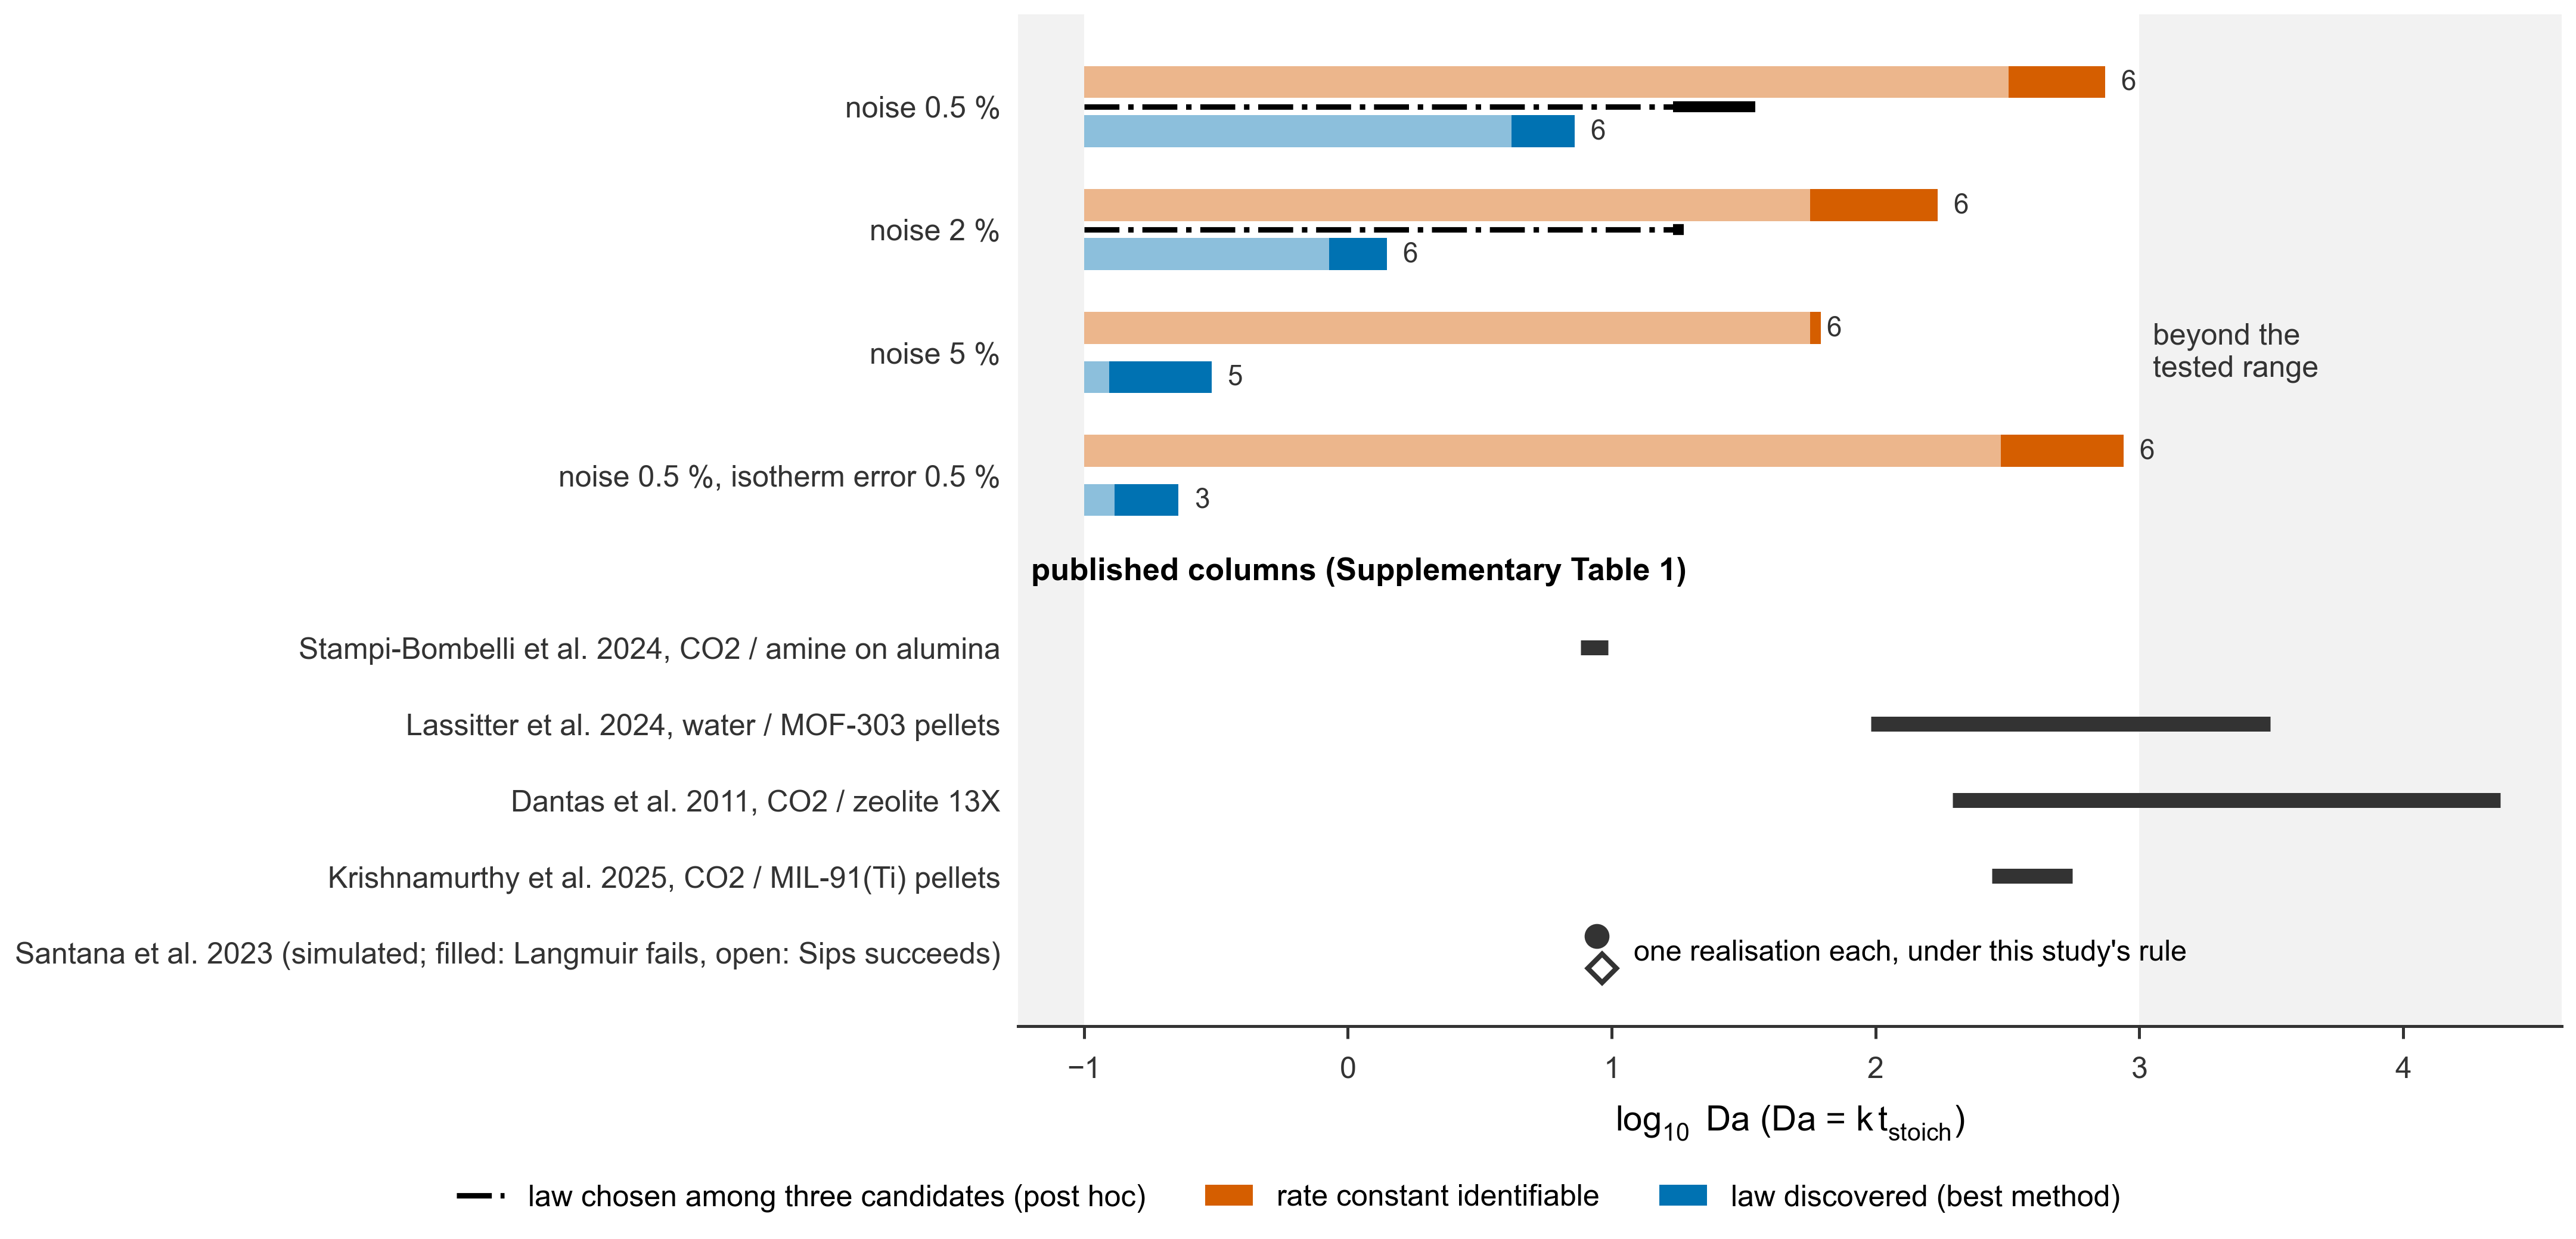 noise 0.5 %
6
6
noise 2 %
6
6
noise 5 %
6
5
beyond the
tested range
noise 0.5 %, isotherm error 0.5 %
6
3
published columns (Supplementary Table 1)
Stampi-Bombelli et al. 2024, CO2 / amine on alumina
Lassitter et al. 2024, water / MOF-303 pellets
Dantas et al. 2011, CO2 / zeolite 13X
Krishnamurthy et al. 2025, CO2 / MIL-91(Ti) pellets
Santana et al. 2023 (simulated; filled: Langmuir fails, open: Sips succeeds)
one realisation each, under this study's rule
−1 0 1 2 3 4
log10 Da (Da = k tstoich)
law chosen among three candidates (post hoc)
rate constant identifiable
law discovered (best method)